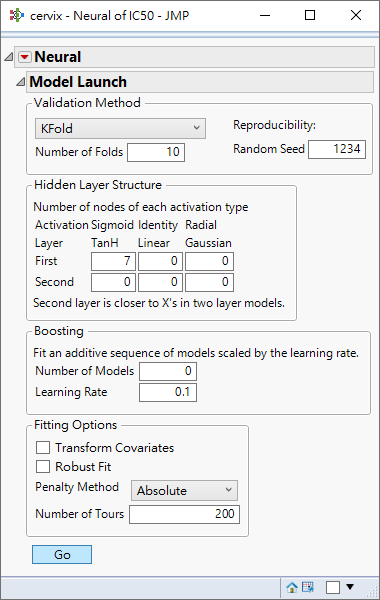 cervix - Neural of IC50 - JMP
Neural
Model Launch
Validation Method
KFold
Reproducibility:
Number of Folds 10
Random Seed 1234
Hidden Layer Structure
Number of nodes of each activation type
Activation Sigmoid Identity Radial
Layer TanH Linear Gaussian
First 7 0 0
Second 0 0 0
Second layer is closer to X's in two layer models.
Boosting
Fit an additive sequence of models scaled by the learning rate.
Number of Models 0
Learning Rate 0.1
Fitting Options
Transform Covariates
Robust Fit
Penalty Method Absolute
Number of Tours 200
Go